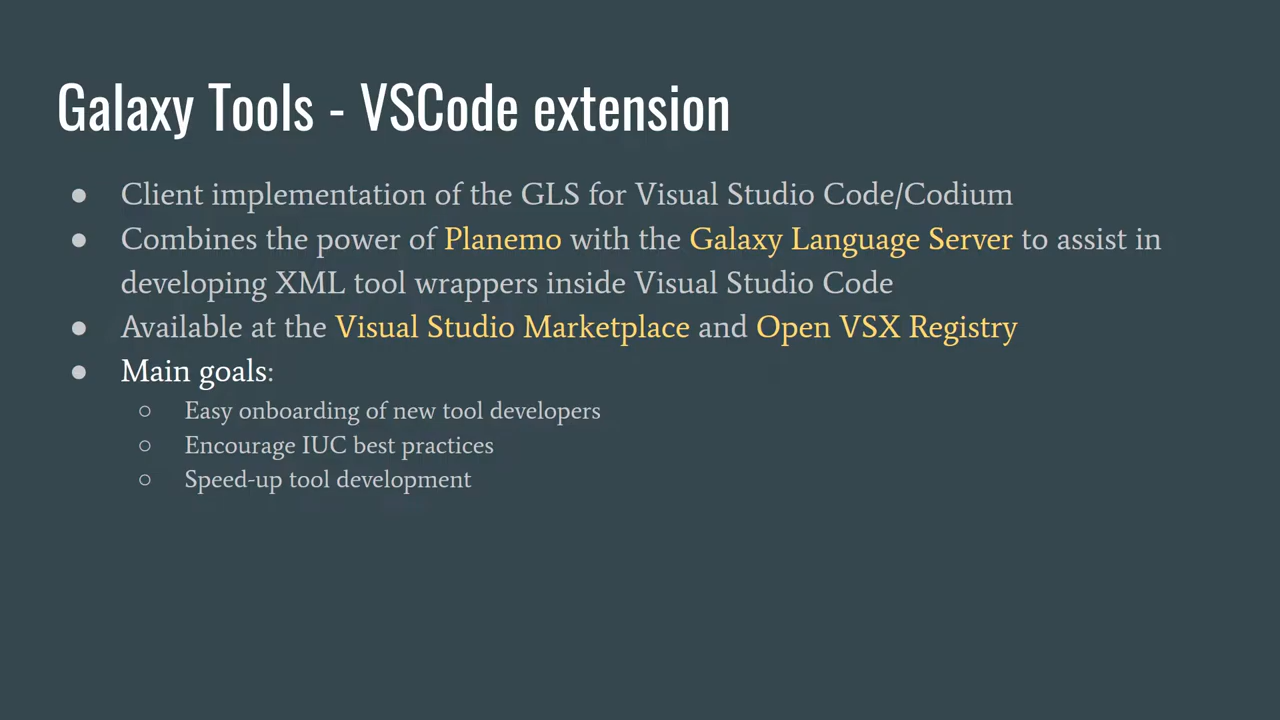 Galaxy Tools - VSCode extension
● Client implementation of the GLS for Visual Studio Code/Codium
● Combines the power of Planemo with the Galaxy Language Server to assist in
developing XML tool wrappers inside Visual Studio Code
● Available at the Visual Studio Marketplace and Open VSX Registry
● Main goals:
○ Easy onboarding of new tool developers
○ Encourage IUC best practices
○ Speed-up tool development